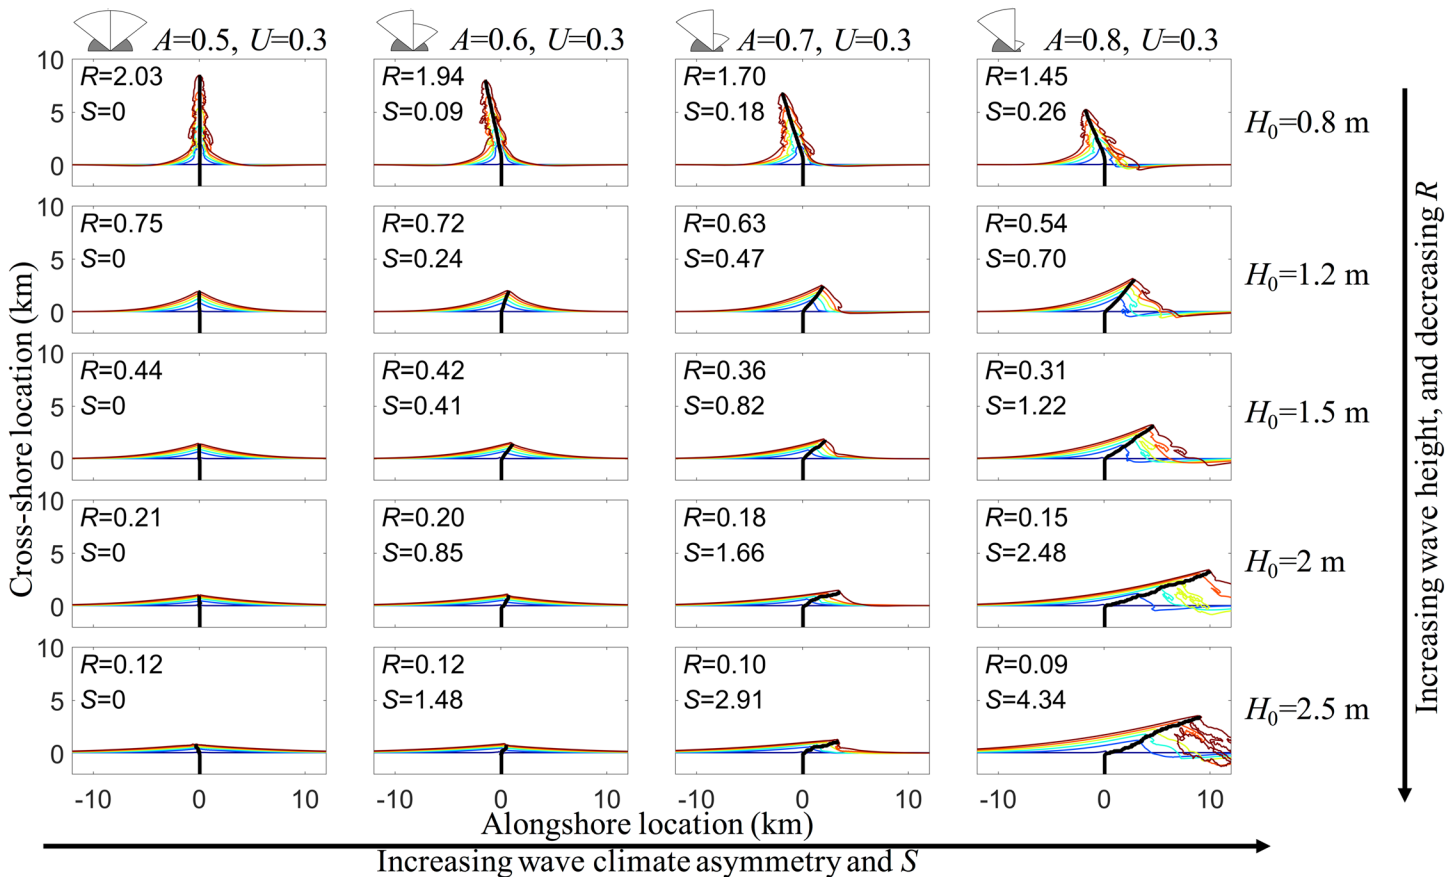 A=0.5, U=0.3
A=0.6, U=0.3
A=0.7, U=0.3
A=0.8, U=0.3
10
5
0
R=2.03
S=0
R=1.94
S=0.09
R=1.70
S=0.18
R=1.45
S=0.26
H₀=0.8 m
10
5
0
R=0.75
S=0
R=0.72
S=0.24
R=0.63
S=0.47
R=0.54
S=0.70
H₀=1.2 m
10
5
0
R=0.44
S=0
R=0.42
S=0.41
R=0.36
S=0.82
R=0.31
S=1.22
H₀=1.5 m
10
5
0
R=0.21
S=0
R=0.20
S=0.85
R=0.18
S=1.66
R=0.15
S=2.48
H₀=2 m
10
5
0
R=0.12
S=0
R=0.12
S=1.48
R=0.10
S=2.91
R=0.09
S=4.34
H₀=2.5 m
-10 0 10
-10 0 10
-10 0 10
-10 0 10
Cross-shore location (km)
Alongshore location (km)
Increasing wave climate asymmetry and S
Increasing wave height, and decreasing R